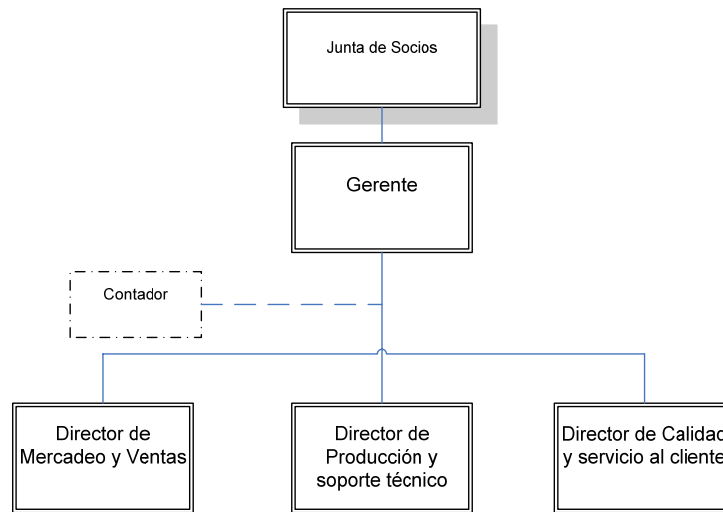 Junta de Socios
Gerente
Contador
Director de
Mercadeo y Ventas
Director de
Producción y
soporte técnico
Director de Calidad
y servicio al cliente